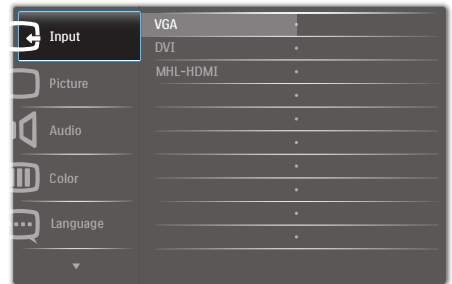 Input
Picture
Audio
Color
Language
VGA
DVI
MHL-HDMI